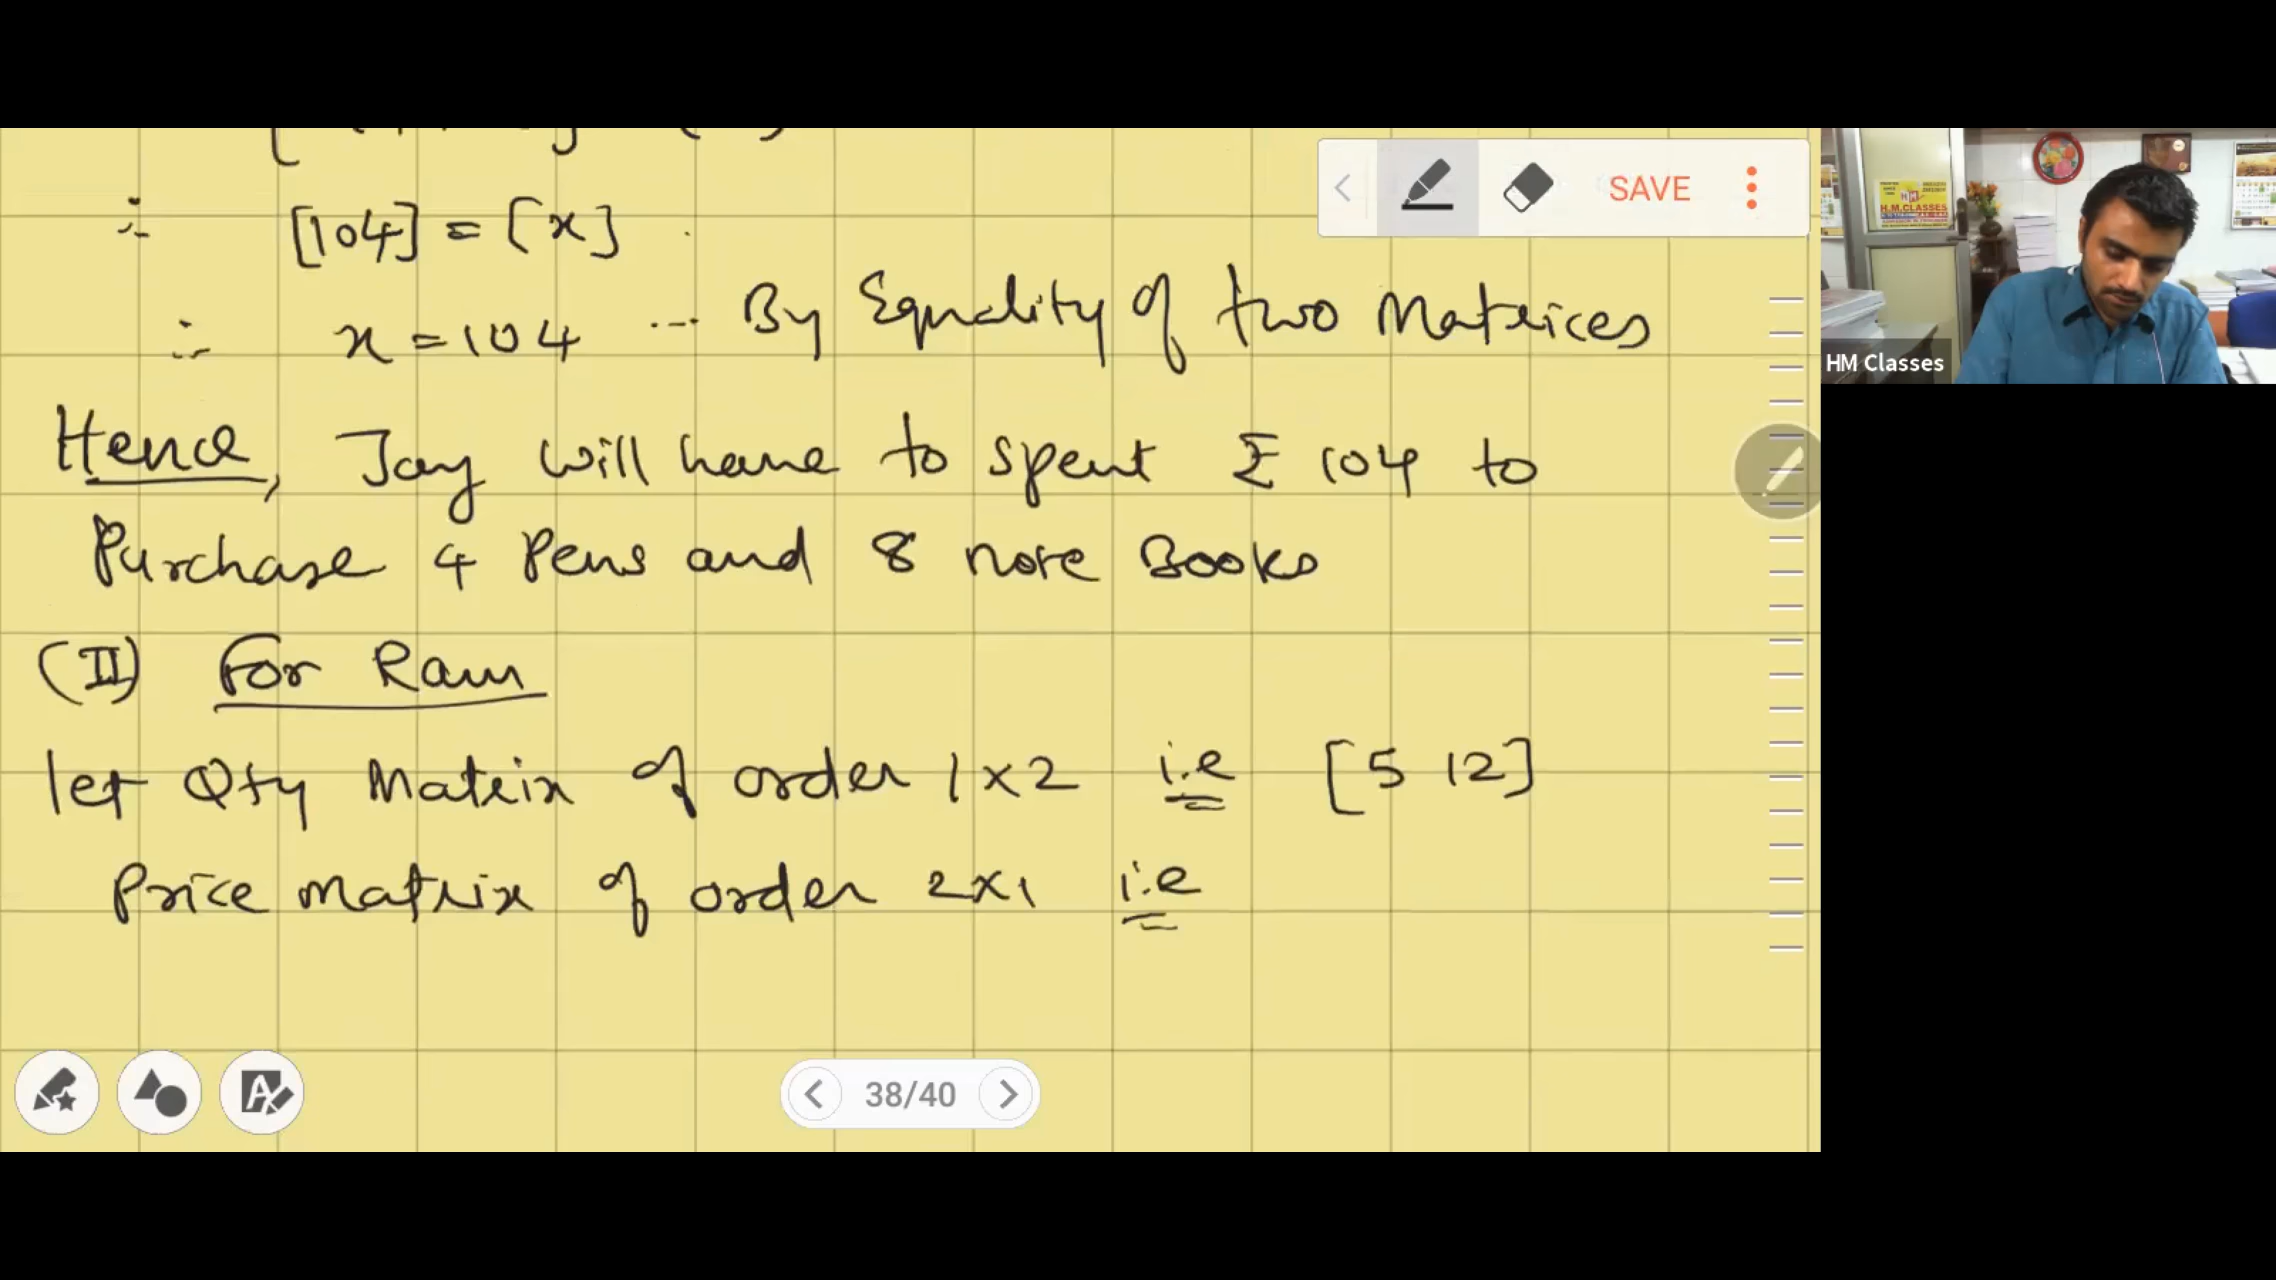 SAVE
∴ [104] = [x]
∴ x = 104 --- By Equality of two Matrices
Hence, Jay will have to spent ₹ 104 to
Purchase 4 Pens and 8 note Books
(II) For Ram
let Qty Matrix of order 1×2 i.e [5 12]
Price matrix of order 2×1 i.e
38/40
H.M.CLASSES
HM Classes